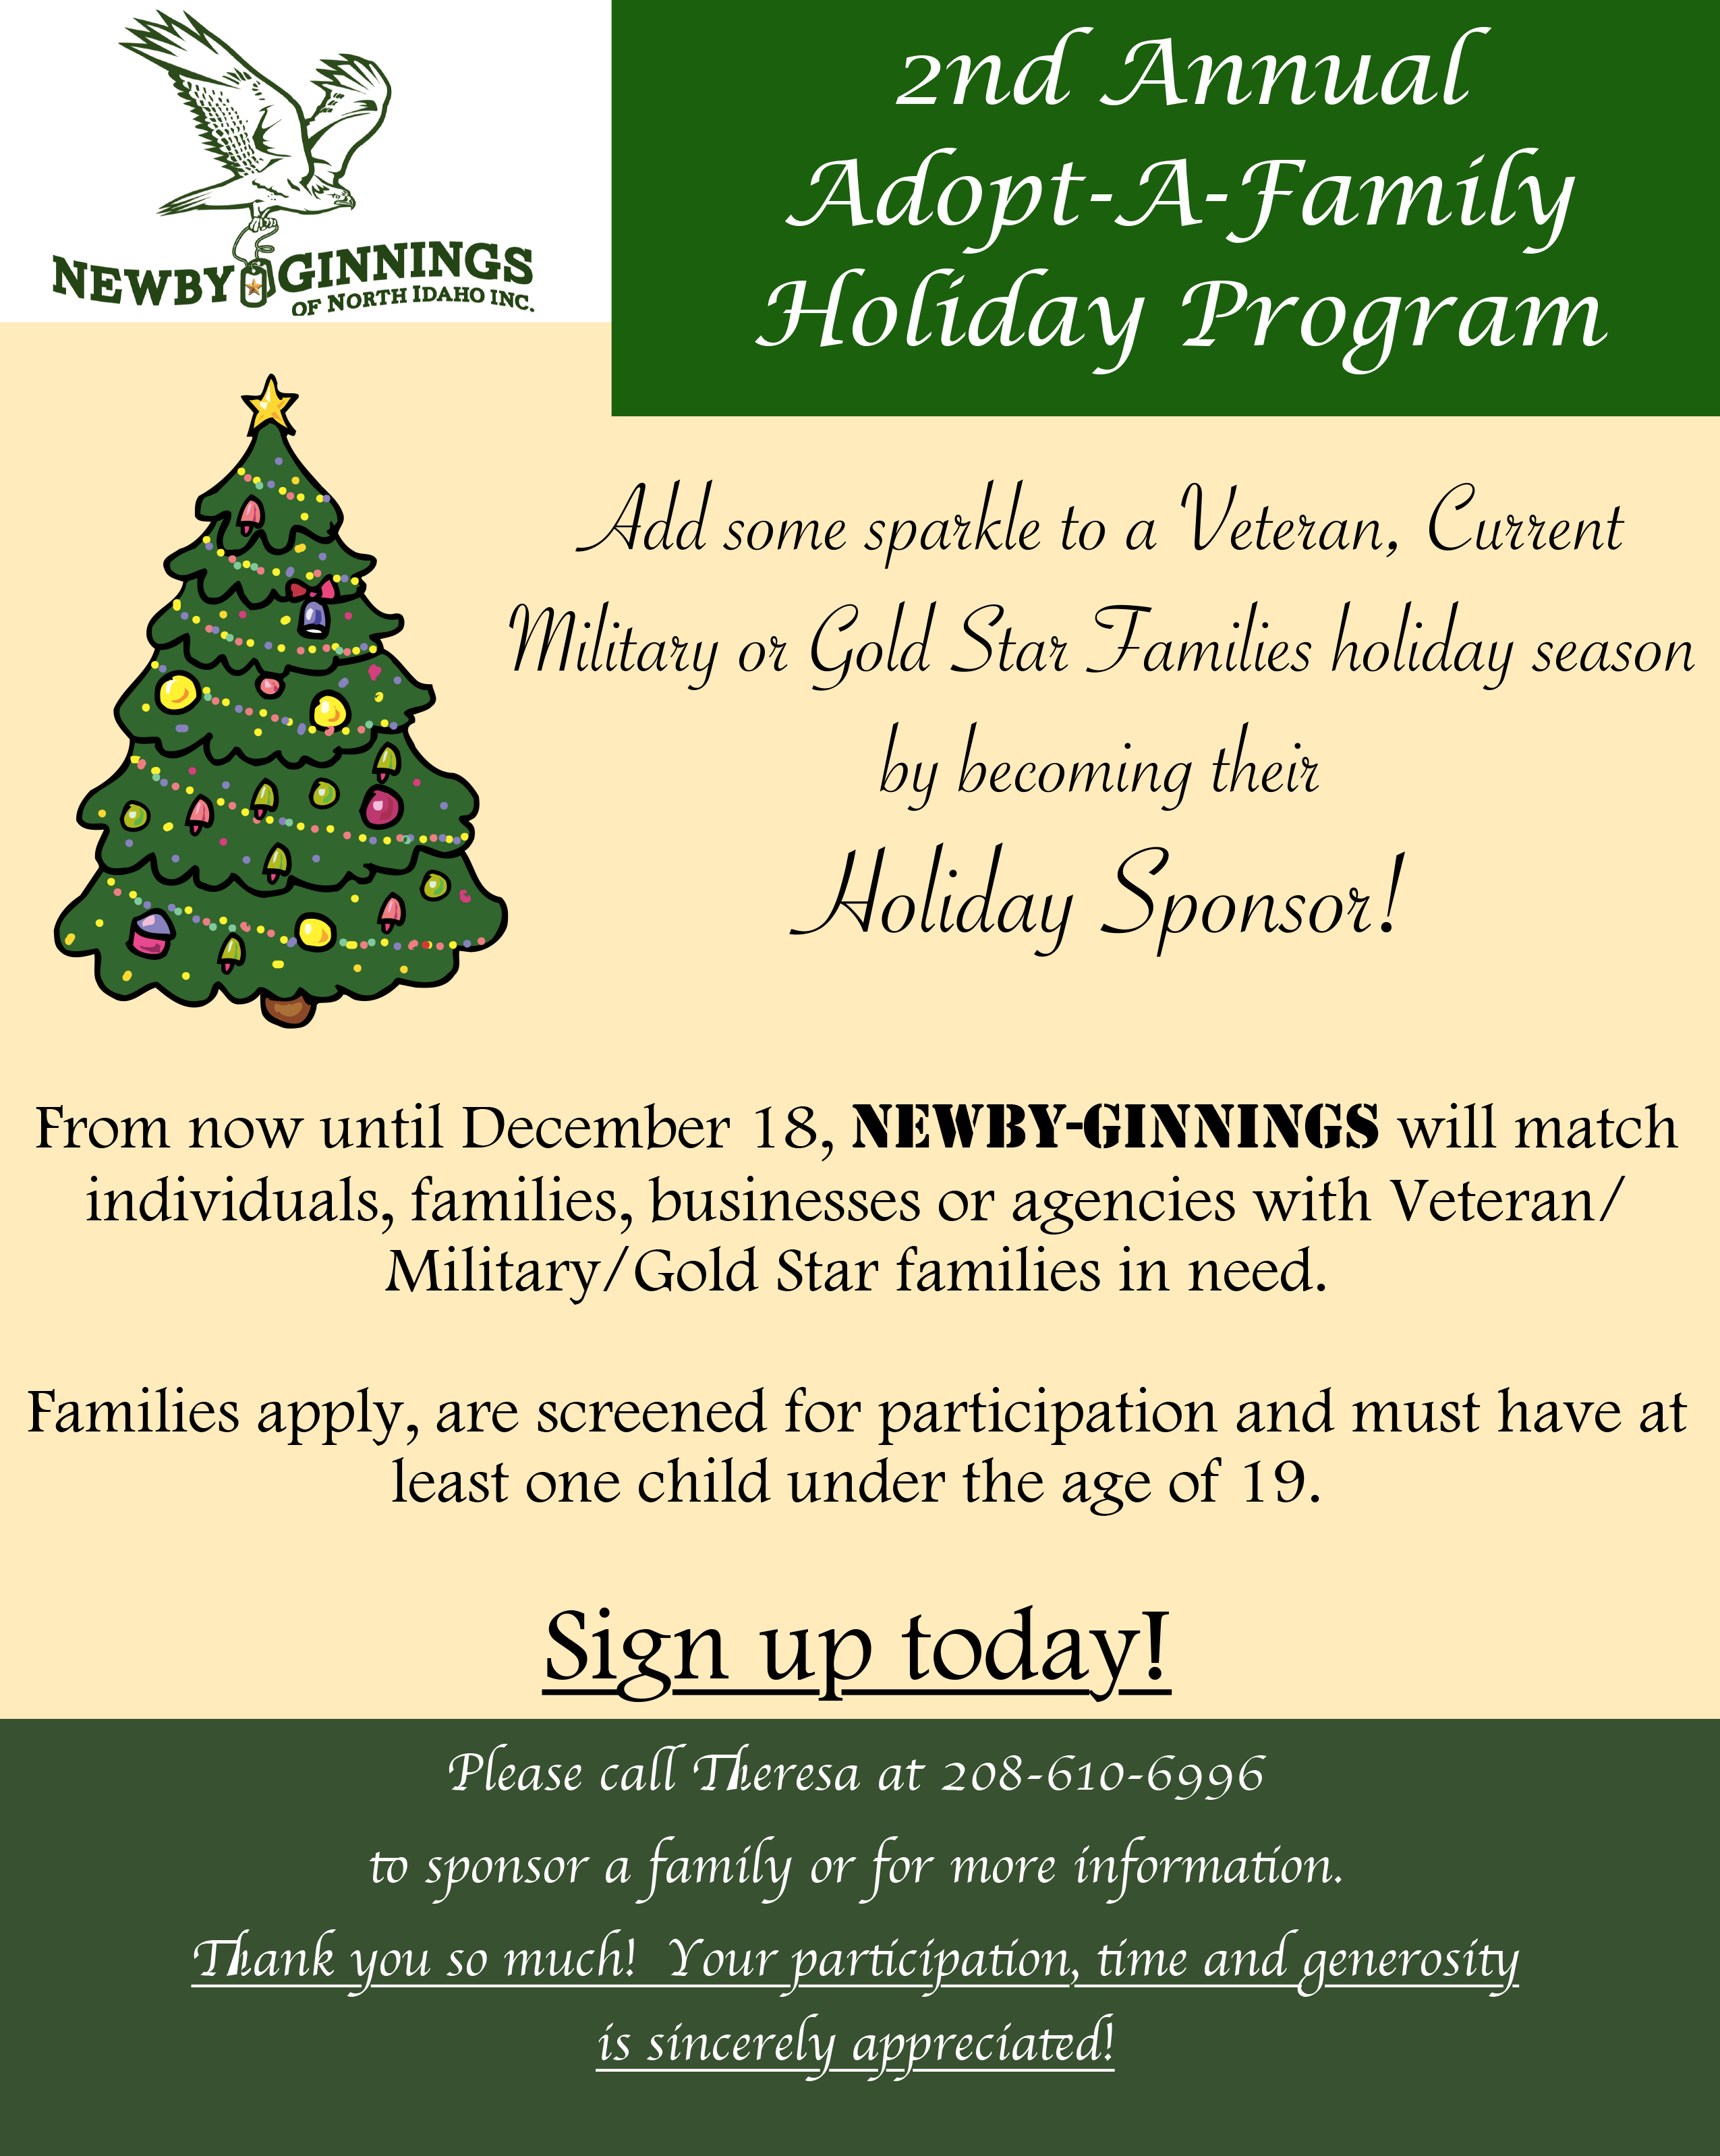 NEWBY GINNINGS
OF NORTH IDAHO INC.
2nd Annual
Adopt-A-Family
Holiday Program
Add some sparkle to a Veteran, Current
Military or Gold Star Families holiday season
by becoming their
Holiday Sponsor!
From now until December 18, NEWBY-GINNINGS will match
individuals, families, businesses or agencies with Veteran/
Military/Gold Star families in need.
Families apply, are screened for participation and must have at
least one child under the age of 19.
Sign up today!
Please call Theresa at 208-610-6996
to sponsor a family or for more information.
Thank you so much!  Your participation, time and generosity
is sincerely appreciated!